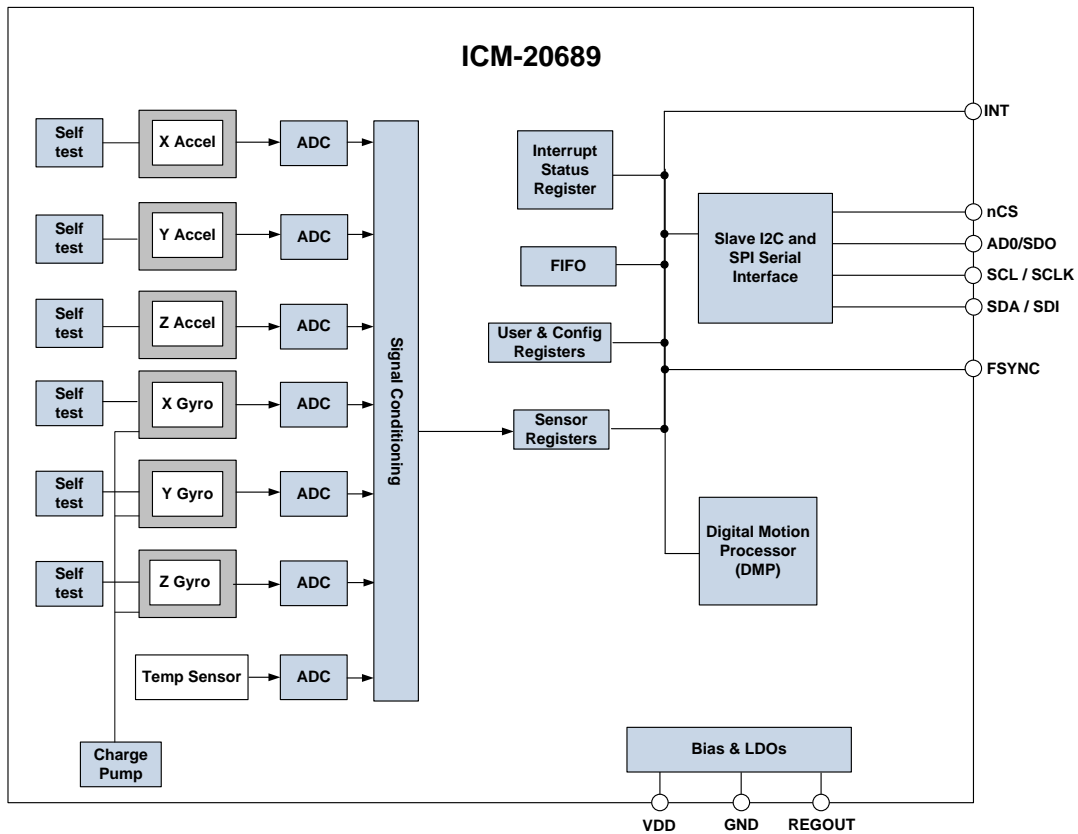 ICM-20689
Self
test
X Accel
ADC
Self
test
Y Accel
ADC
Self
test
Z Accel
ADC
Self
test
X Gyro
ADC
Self
test
Y Gyro
ADC
Self
test
Z Gyro
ADC
Temp Sensor
ADC
Charge
Pump
Signal Conditioning
Interrupt
Status
Register
FIFO
User & Config
Registers
Sensor
Registers
Slave I2C and
SPI Serial
Interface
Digital Motion
Processor
(DMP)
Bias & LDOs
INT
nCS
AD0/SDO
SCL / SCLK
SDA / SDI
FSYNC
VDD
GND
REGOUT